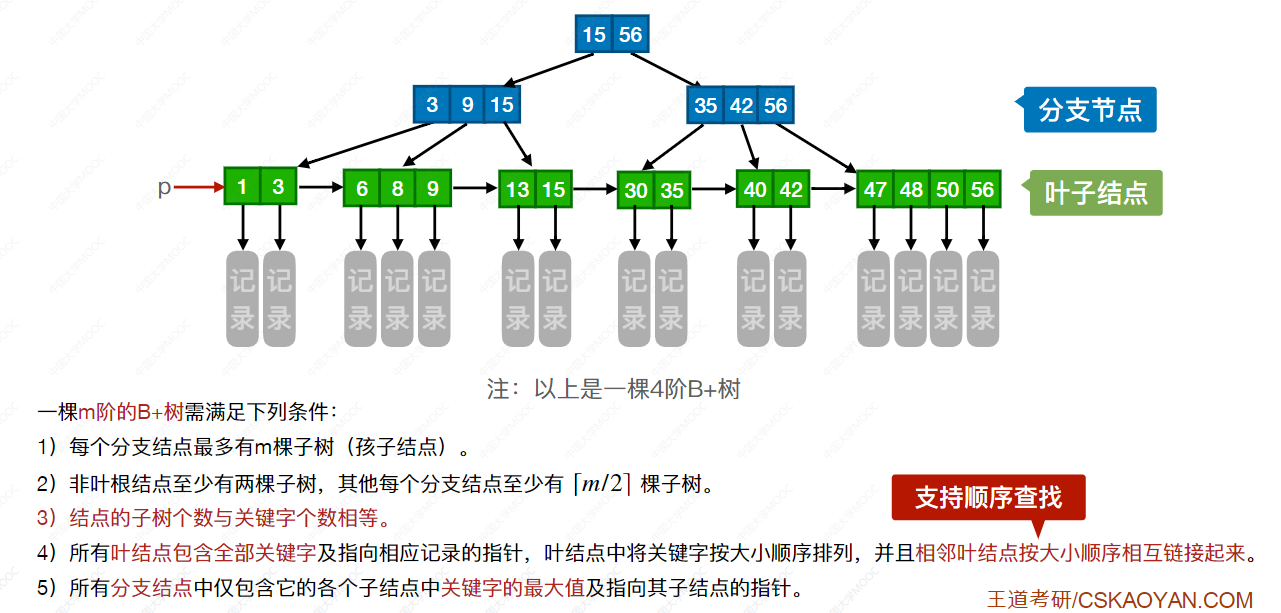 15 56
3 9 15
35 42 56
分支节点
p
1 3
6 8 9
13 15
30 35
40 42
47 48 50 56
叶子结点
记录 记录 记录 记录 记录 记录 记录 记录 记录 记录 记录 记录 记录 记录 记录
注：以上是一棵4阶B+树
一棵m阶的B+树需满足下列条件：
1）每个分支结点最多有m棵子树（孩子结点）。
2）非叶根结点至少有两棵子树，其他每个分支结点至少有 ⌈m/2⌉ 棵子树。
支持顺序查找
3）结点的子树个数与关键字个数相等。
4）所有叶结点包含全部关键字及指向相应记录的指针，叶结点中将关键字按大小顺序排列，并且相邻叶结点按大小顺序相互链接起来。
5）所有分支结点中仅包含它的各个子结点中关键字的最大值及指向其子结点的指针。
王道考研/CSKAOYAN.COM
中国大学MOOC